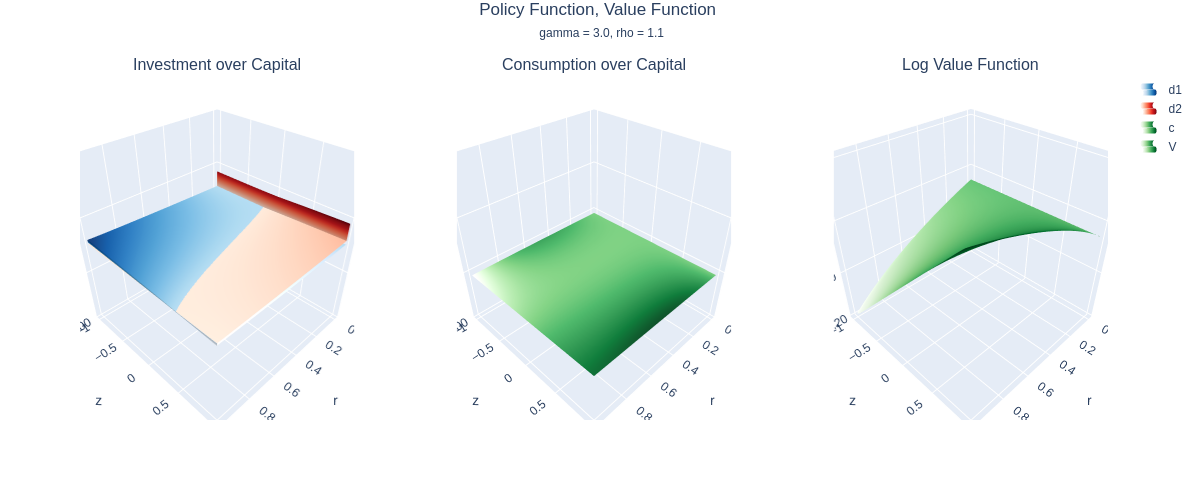 Policy Function, Value Function
gamma = 3.0, rho = 1.1
Investment over Capital
Consumption over Capital
Log Value Function
d1
d2
c
V
−0.5
0
0.5
z
0
0.2
0.4
0.6
0.8
r
−0.5
0
0.5
z
0
0.2
0.4
0.6
0.8
r
−0.5
0
0.5
z
0
0.2
0.4
0.6
0.8
r